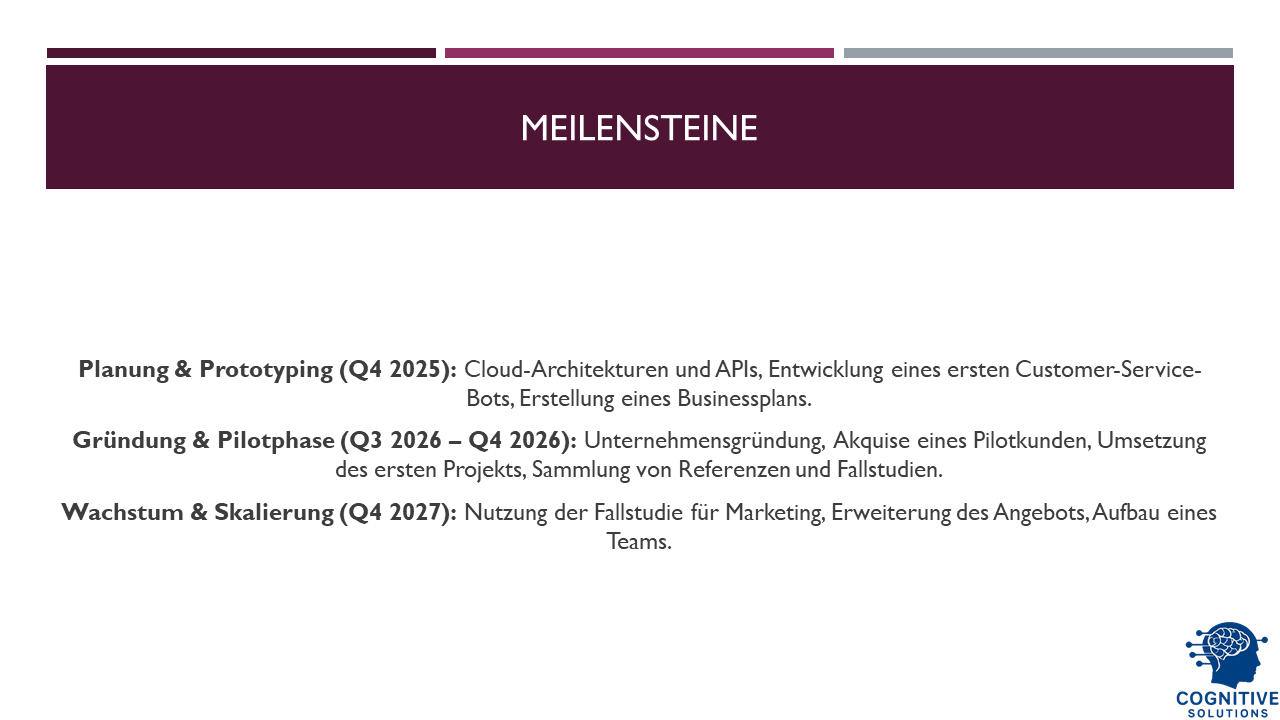 MEILENSTEINE
Planung & Prototyping (Q4 2025): Cloud-Architekturen und APIs, Entwicklung eines ersten Customer-Service-
Bots, Erstellung eines Businessplans.
Gründung & Pilotphase (Q3 2026 – Q4 2026): Unternehmensgründung, Akquise eines Pilotkunden, Umsetzung
des ersten Projekts, Sammlung von Referenzen und Fallstudien.
Wachstum & Skalierung (Q4 2027): Nutzung der Fallstudie für Marketing, Erweiterung des Angebots, Aufbau eines
Teams.
COGNITIVE
SOLUTIONS